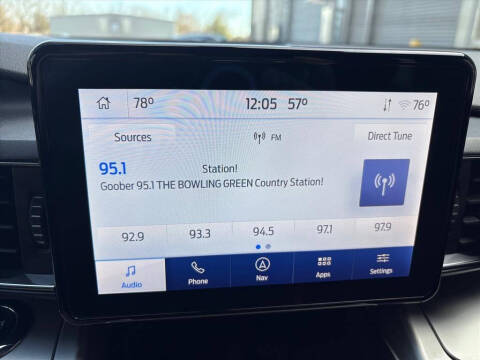 78° 12:05 57° 76°
Sources FM Direct Tune
95.1 Station!
Goober 95.1 THE BOWLING GREEN Country Station!
92.9 93.3 94.5 97.1 97.9
Audio Phone Nav Apps Settings